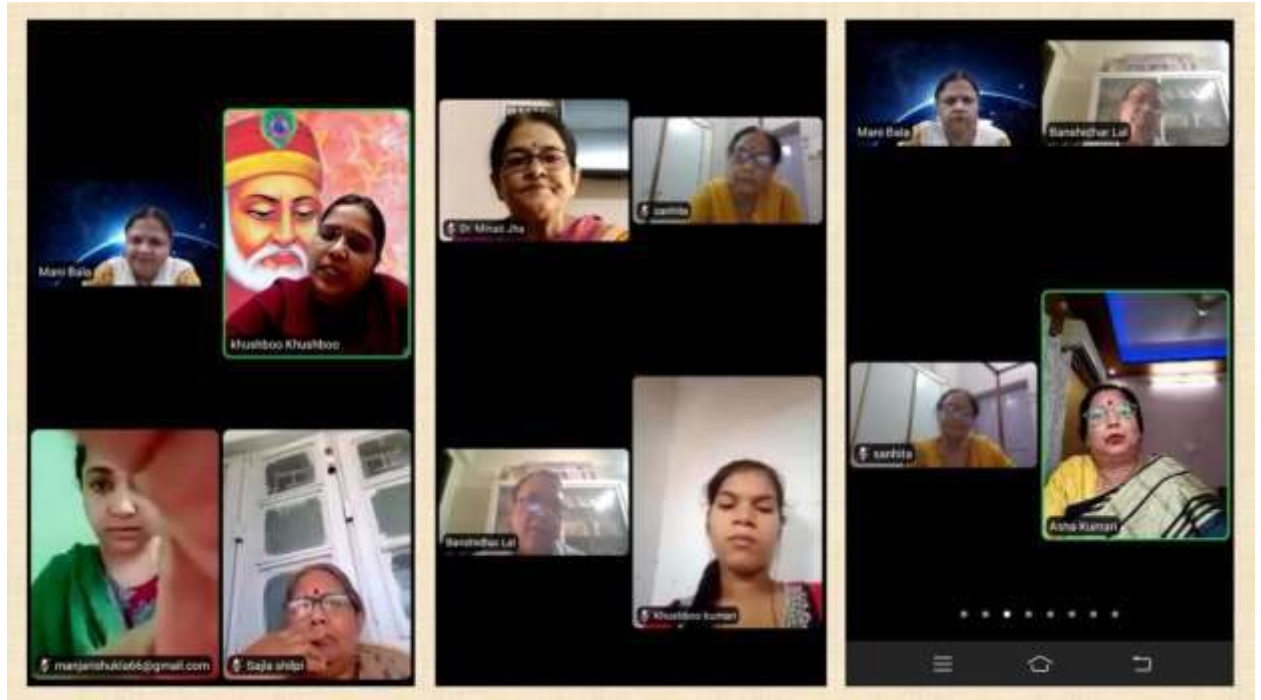 Mani Bala
khushboo Khushboo
manjarishukla66@gmail.com
Sajla shilpi
Dr. Minati Jha
sanhita
Banshidhar Lal
Khushboo kumari
Mani Bala
Banshidhar Lal
sanhita
Asha Kumari